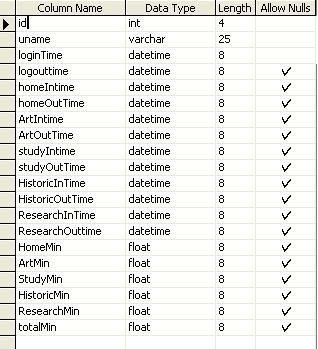 Column Name Data Type Length Allow Nulls
id int 4
uname varchar 25
loginTime datetime 8
logouttime datetime 8
homeIntime datetime 8
homeOutTime datetime 8
ArtIntime datetime 8
ArtOutTime datetime 8
studyIntime datetime 8
studyOutTime datetime 8
HistoricInTime datetime 8
HistoricOutTime datetime 8
ResearchInTime datetime 8
ResearchOuttime datetime 8
HomeMin float 8
ArtMin float 8
StudyMin float 8
HistoricMin float 8
ResearchMin float 8
totalMin float 8